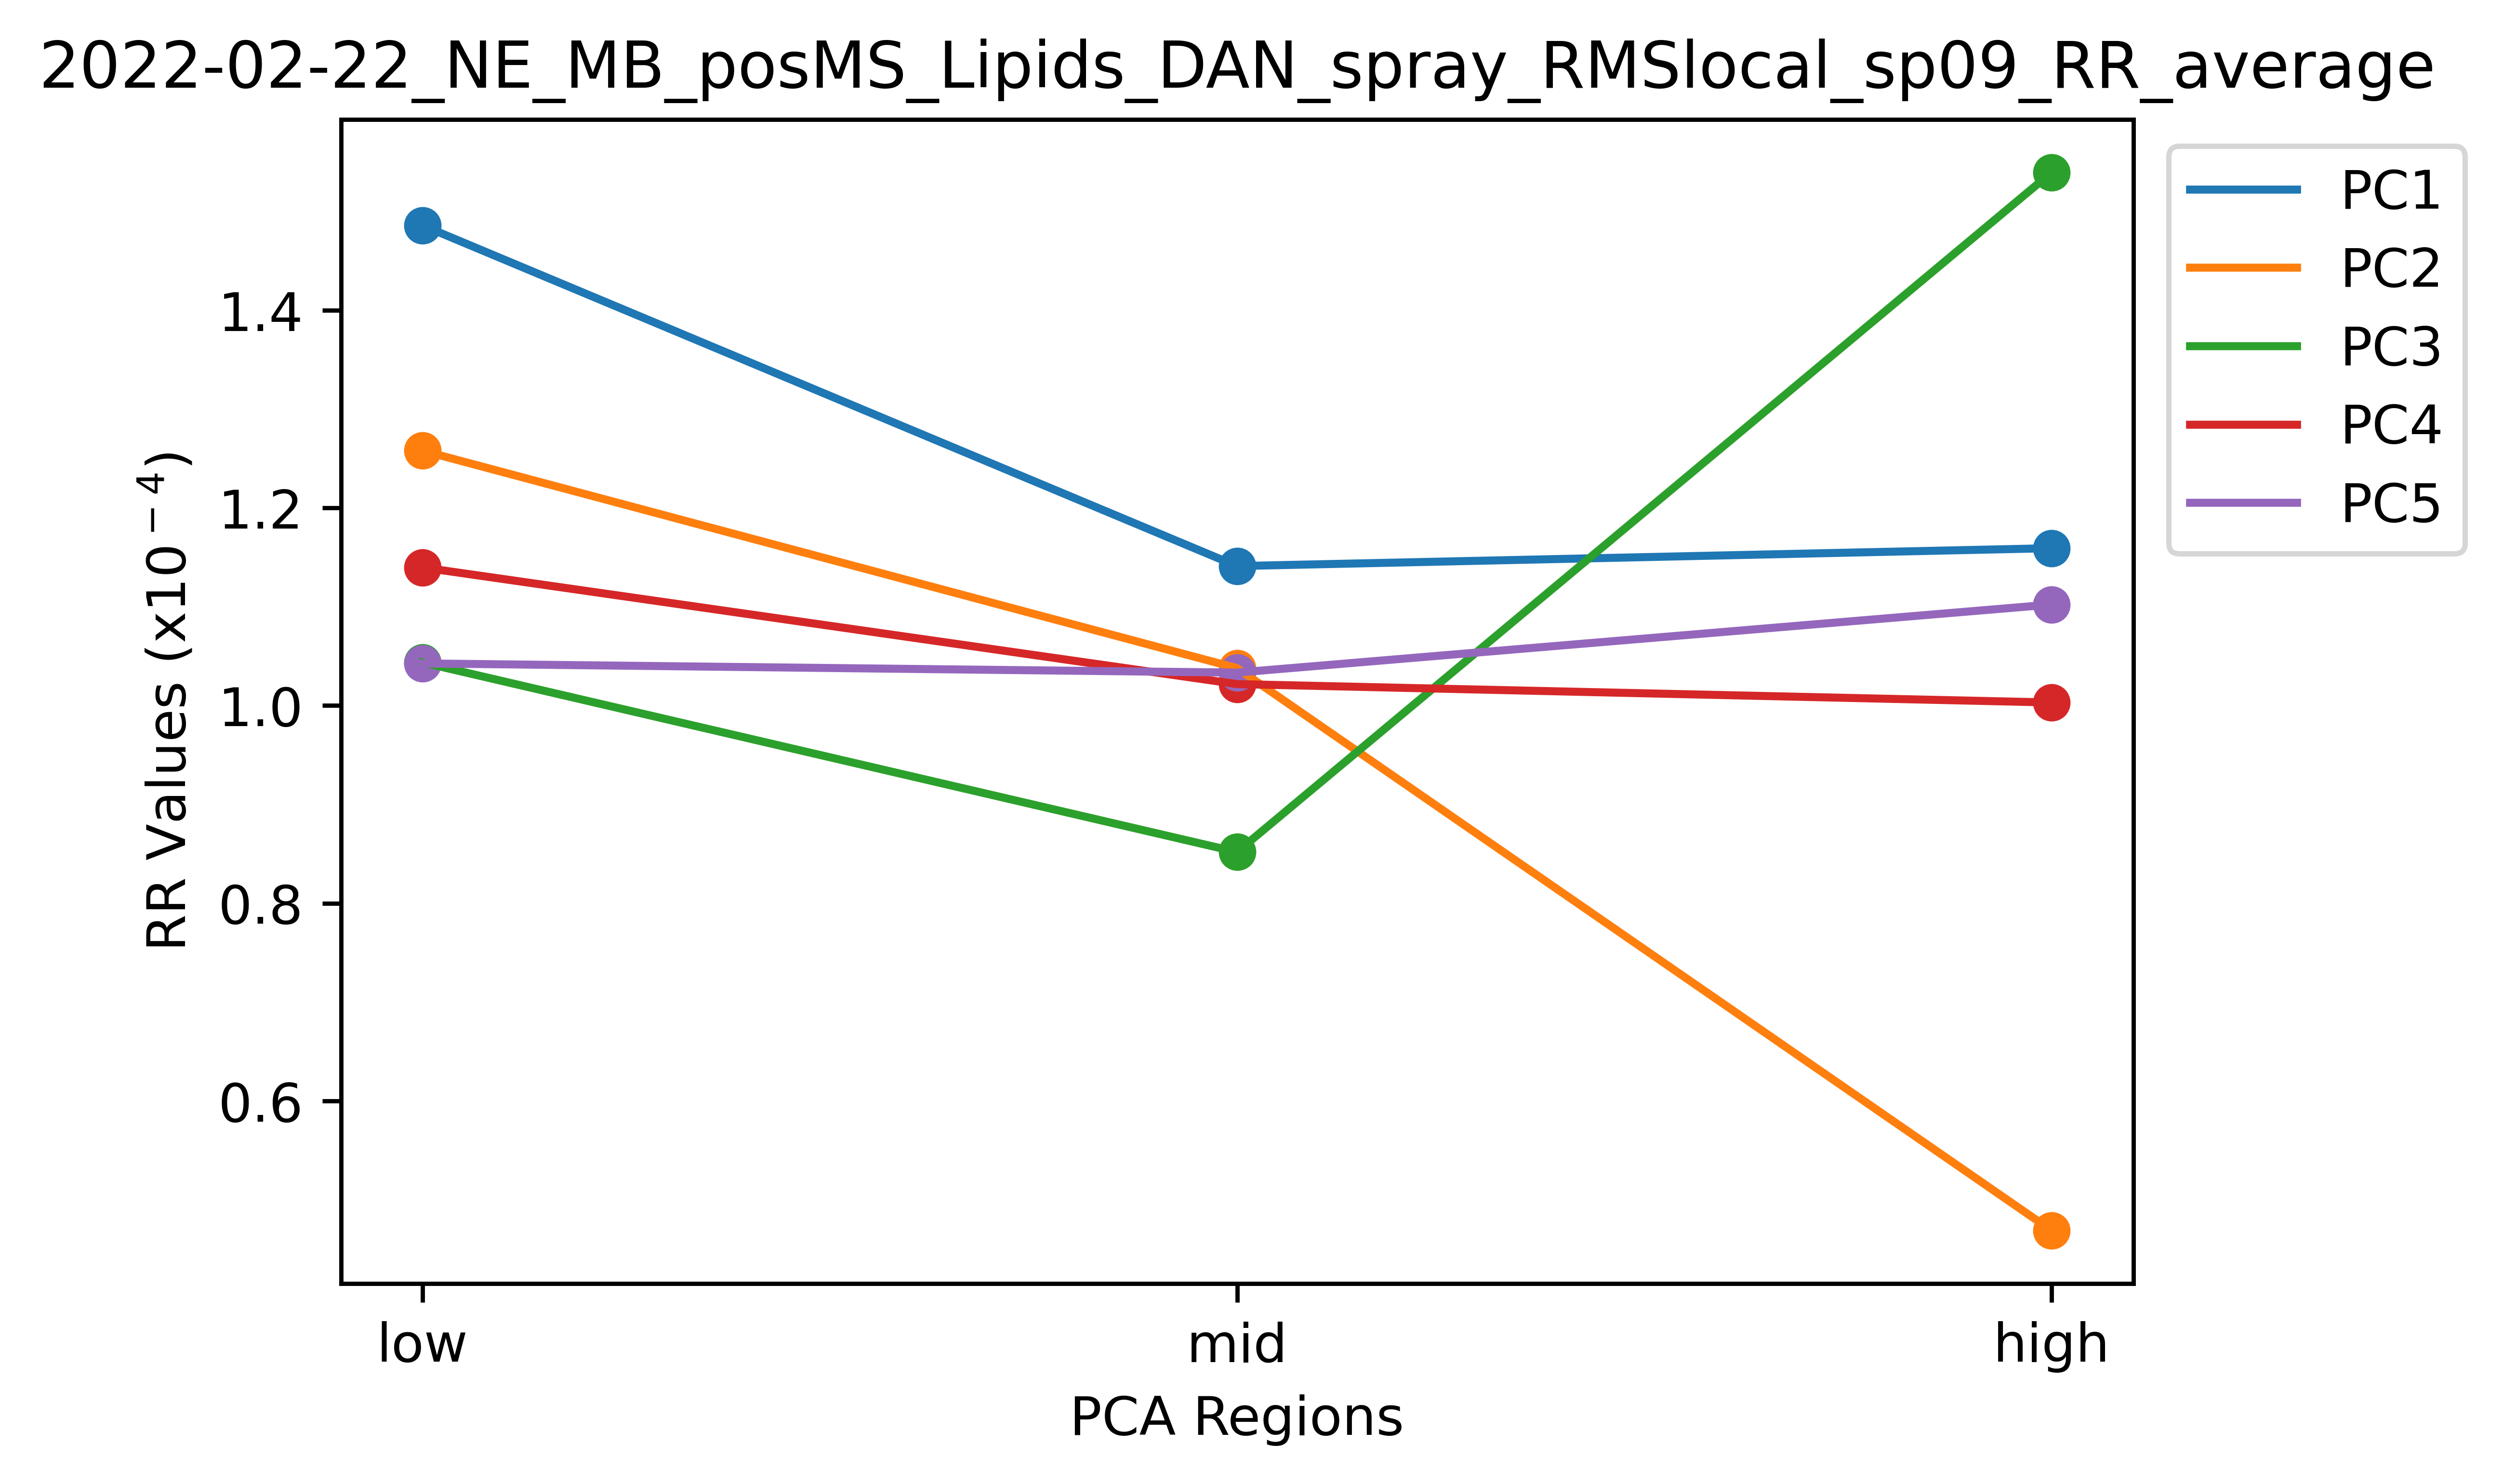 2022-02-22_NE_MB_posMS_Lipids_DAN_spray_RMSlocal_sp09_RR_average
PC1
PC2
PC3
PC4
PC5
RR Values (x10⁻⁴)
1.4
1.2
1.0
0.8
0.6
low mid high
PCA Regions